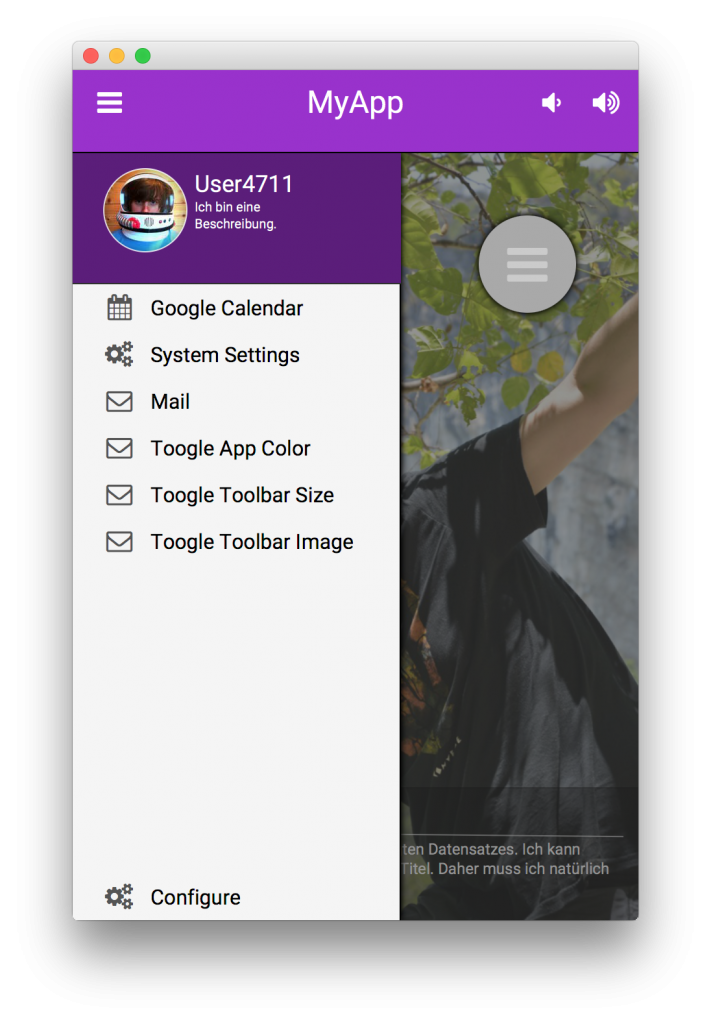 MyApp
User4711
Ich bin eine
Beschreibung.
Google Calendar
System Settings
Mail
Toogle App Color
Toogle Toolbar Size
Toogle Toolbar Image
ten Datensatzes. Ich kann
Titel. Daher muss ich natürlich
Configure